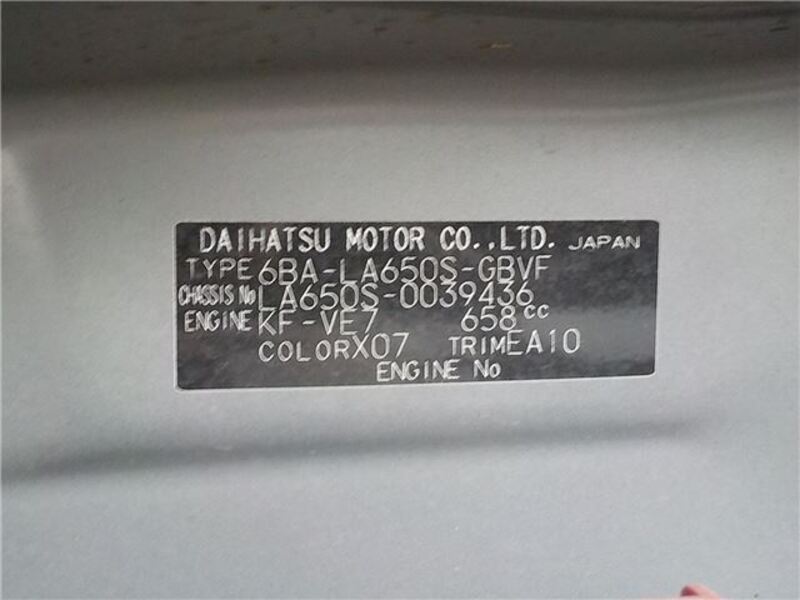 DAIHATSU MOTOR CO.,LTD. JAPAN
TYPE 6BA-LA650S-GBVF
CHASSIS No LA650S-0039436
ENGINE KF-VE7 658cc
COLOR X07 TRIM EA10
ENGINE No